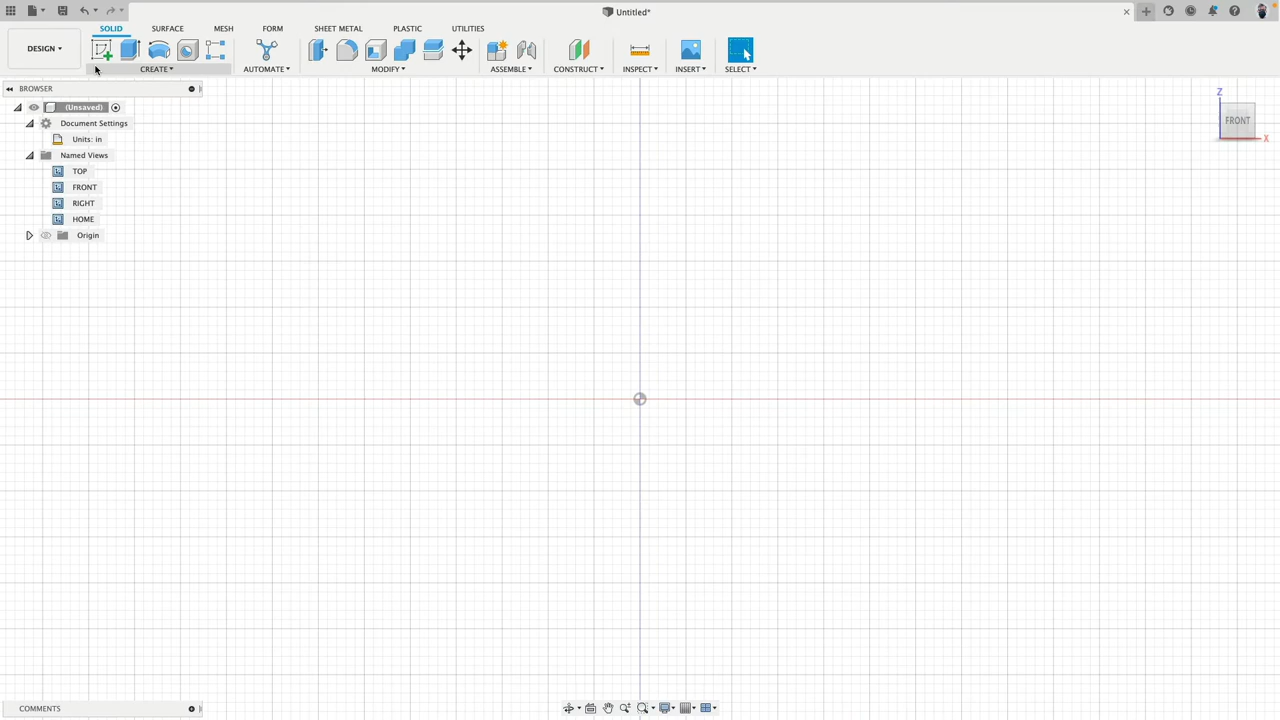 Untitled*
SOLID SURFACE MESH FORM SHEET METAL PLASTIC UTILITIES
DESIGN
CREATE AUTOMATE MODIFY ASSEMBLE CONSTRUCT INSPECT INSERT SELECT
BROWSER
(Unsaved)
Document Settings
Units: in
Named Views
TOP
FRONT
RIGHT
HOME
Origin
Z
FRONT
X
COMMENTS